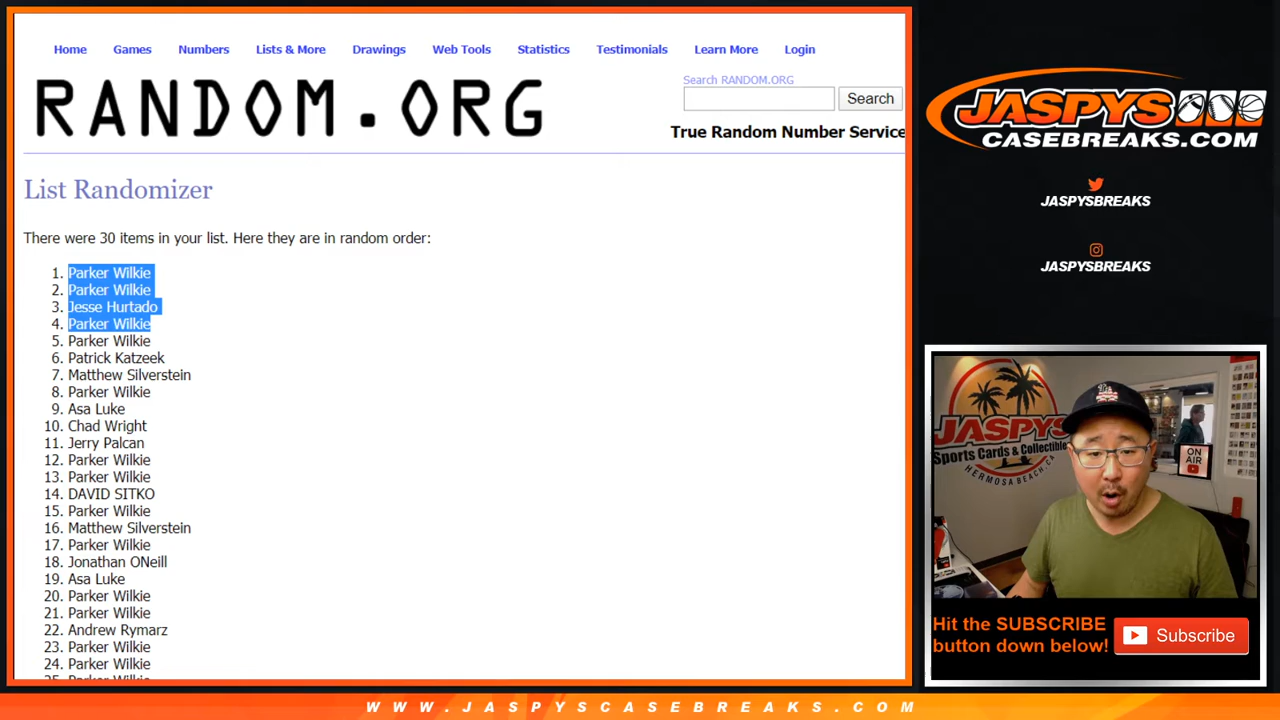 Home Games Numbers Lists & More Drawings Web Tools Statistics Testimonials Learn More Login
RANDOM.ORG
Search RANDOM.ORG
Search
True Random Number Service
List Randomizer
There were 30 items in your list. Here they are in random order:
1. Parker Wilkie
2. Parker Wilkie
3. Jesse Hurtado
4. Parker Wilkie
5. Parker Wilkie
6. Patrick Katzeek
7. Matthew Silverstein
8. Parker Wilkie
9. Asa Luke
10. Chad Wright
11. Jerry Palcan
12. Parker Wilkie
13. Parker Wilkie
14. DAVID SITKO
15. Parker Wilkie
16. Matthew Silverstein
17. Parker Wilkie
18. Jonathan ONeill
19. Asa Luke
20. Parker Wilkie
21. Parker Wilkie
22. Andrew Rymarz
23. Parker Wilkie
24. Parker Wilkie
JASPYS
CASEBREAKS.COM
JASPYSBREAKS
JASPYSBREAKS
JASPYS
Sports Cards & Collectible
HERMOSA BEACH, CA
ON
AIR
Hit the SUBSCRIBE
button down below!
Subscribe
WWW.JASPYSCASEBREAKS.COM